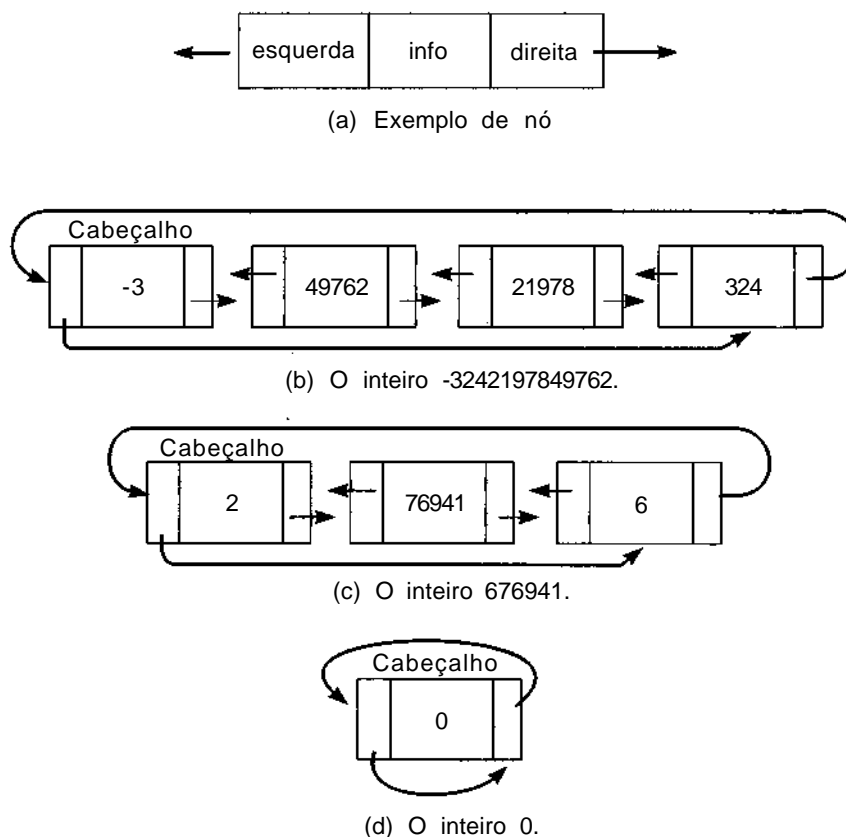 esquerda info direita
(a) Exemplo de nó
Cabeçalho
-3 49762 21978 324
(b) O inteiro -3242197849762.
Cabeçalho
2 76941 6
(c) O inteiro 676941.
Cabeçalho
0
(d) O inteiro 0.